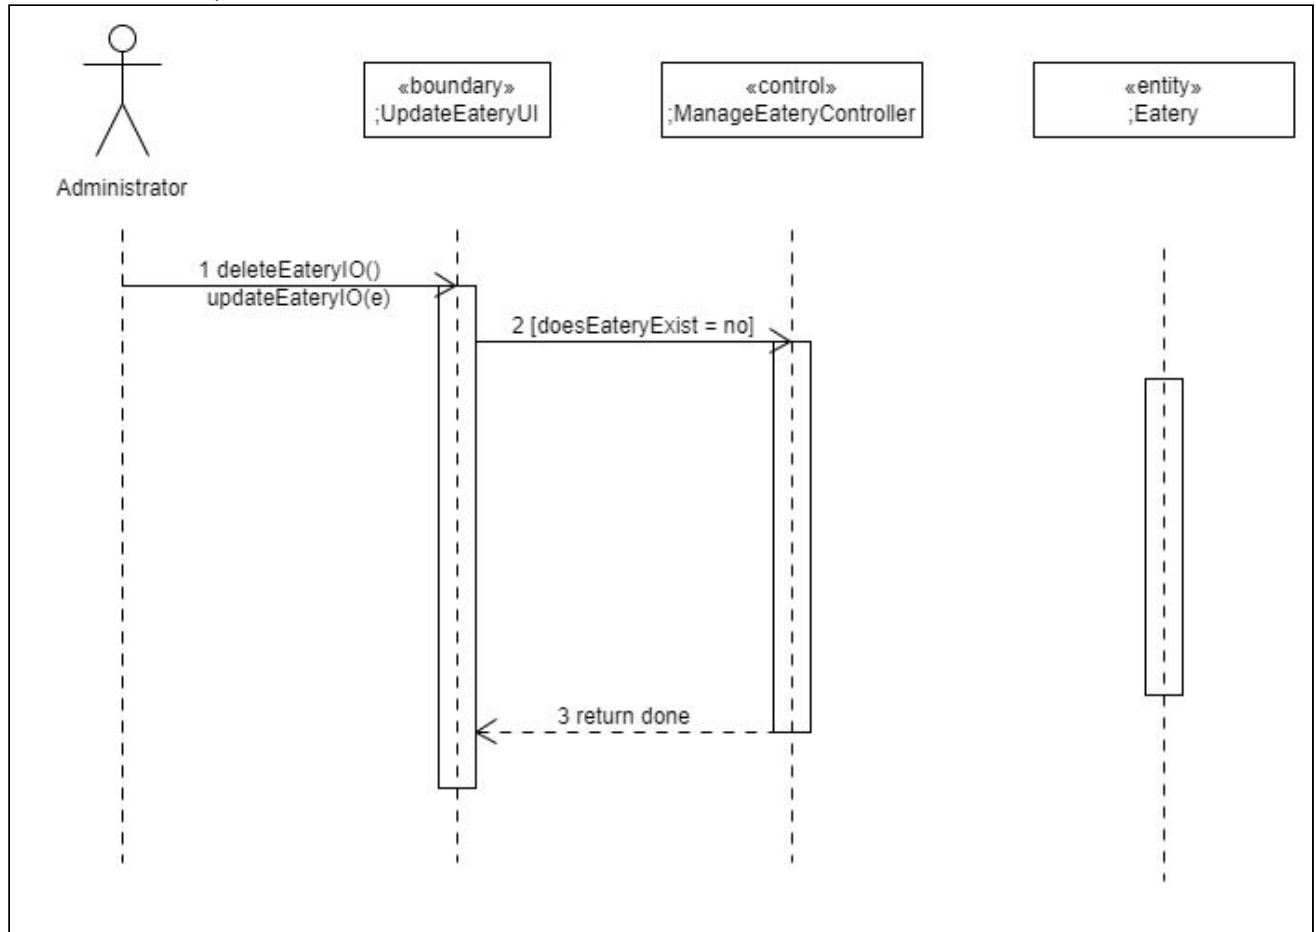 «boundary»
;UpdateEateryUI
«control»
;ManageEateryController
«entity»
;Eatery
Administrator
1 deleteEateryIO()
updateEateryIO(e)
2 [doesEateryExist = no]
3 return done